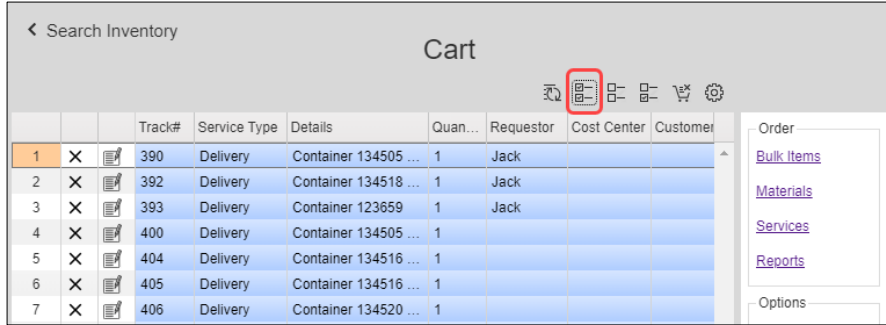 Search Inventory
Cart
Track# Service Type Details Quan... Requestor Cost Center Customer
Order
1 390 Delivery Container 134505 ... 1 Jack
Bulk Items
2 392 Delivery Container 134518 ... 1 Jack
Materials
3 393 Delivery Container 123659 1 Jack
4 400 Delivery Container 134505 ... 1
Services
5 404 Delivery Container 134516 ... 1
Reports
6 405 Delivery Container 134516 ... 1
7 406 Delivery Container 134520 ... 1
Options